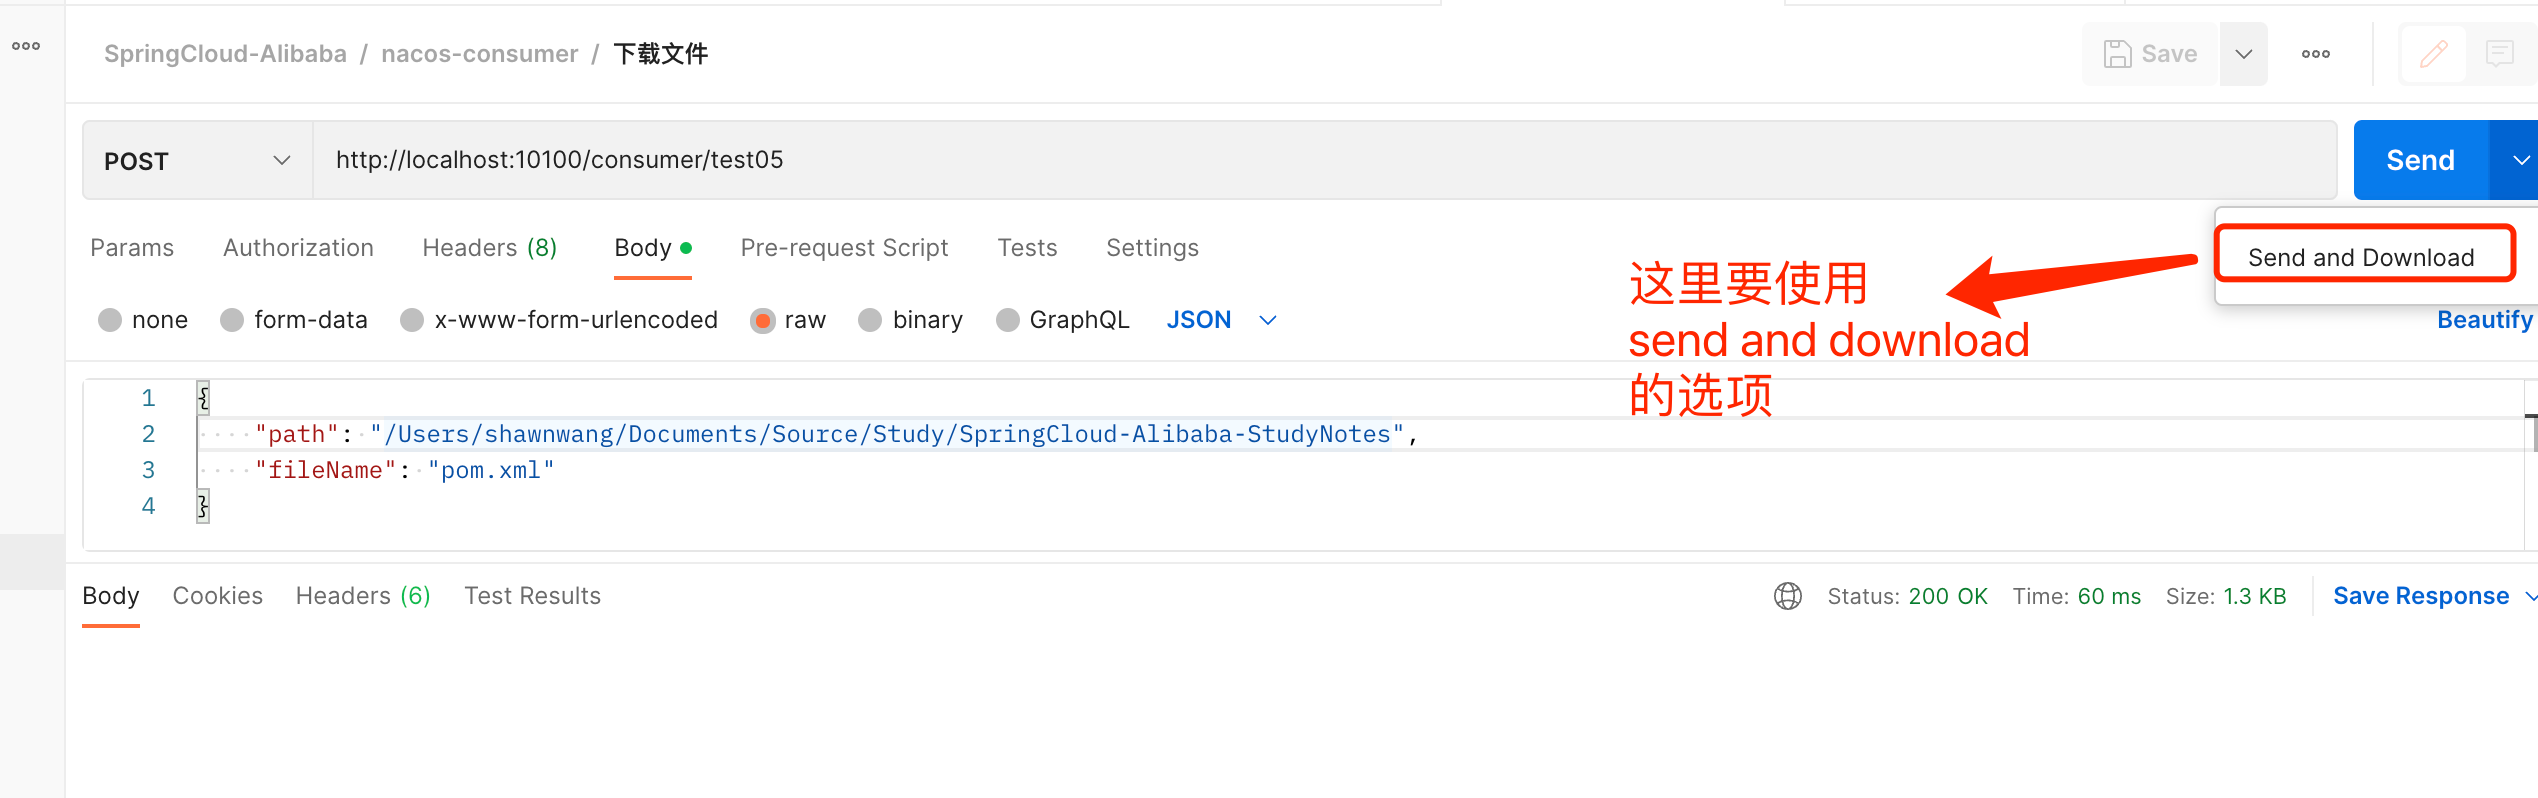 SpringCloud-Alibaba / nacos-consumer / 下载文件
Save
POST
http://localhost:10100/consumer/test05
Send
Send and Download
Params Authorization Headers (8) Body Pre-request Script Tests Settings
这里要使用
send and download
的选项
none form-data x-www-form-urlencoded raw binary GraphQL JSON
Beautify
1 {
2 "path": "/Users/shawnwang/Documents/Source/Study/SpringCloud-Alibaba-StudyNotes",
3 "fileName": "pom.xml"
4 }
Body Cookies Headers (6) Test Results
Status: 200 OK Time: 60 ms Size: 1.3 KB Save Response